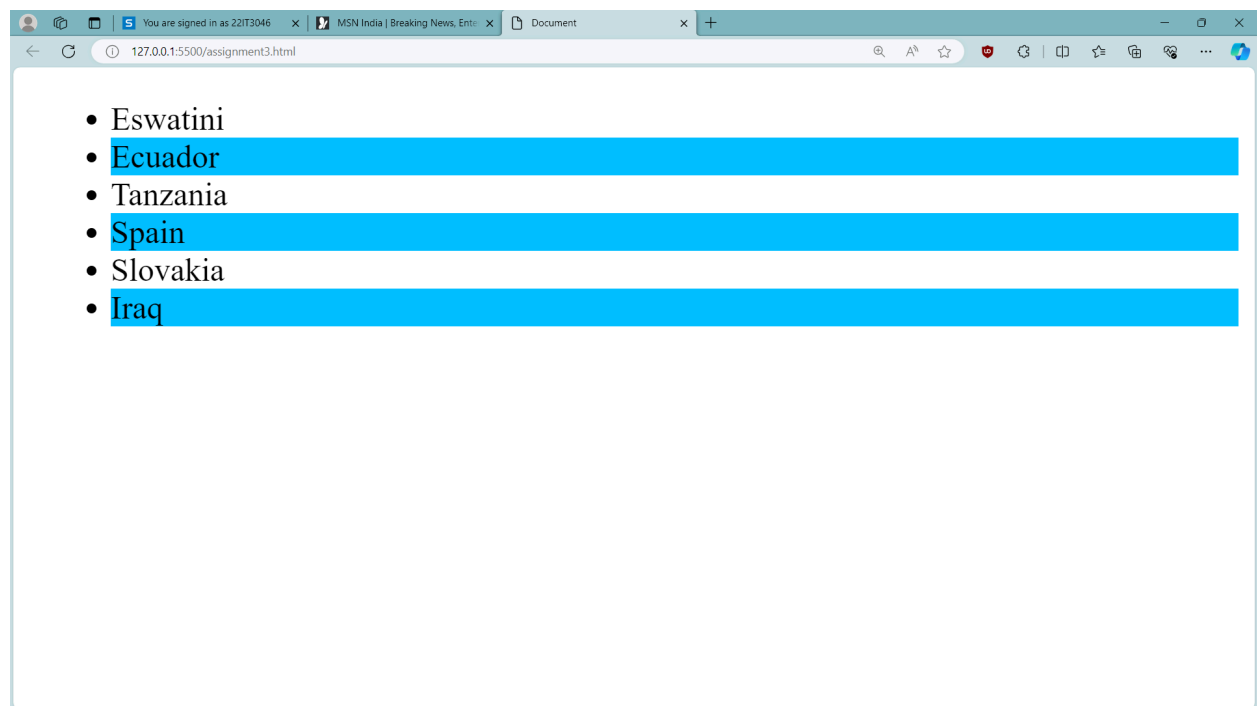 S You are signed in as 22IT3046
MSN India | Breaking News, Ente
Document
127.0.0.1:5500/assignment3.html
Eswatini
Ecuador
Tanzania
Spain
Slovakia
Iraq